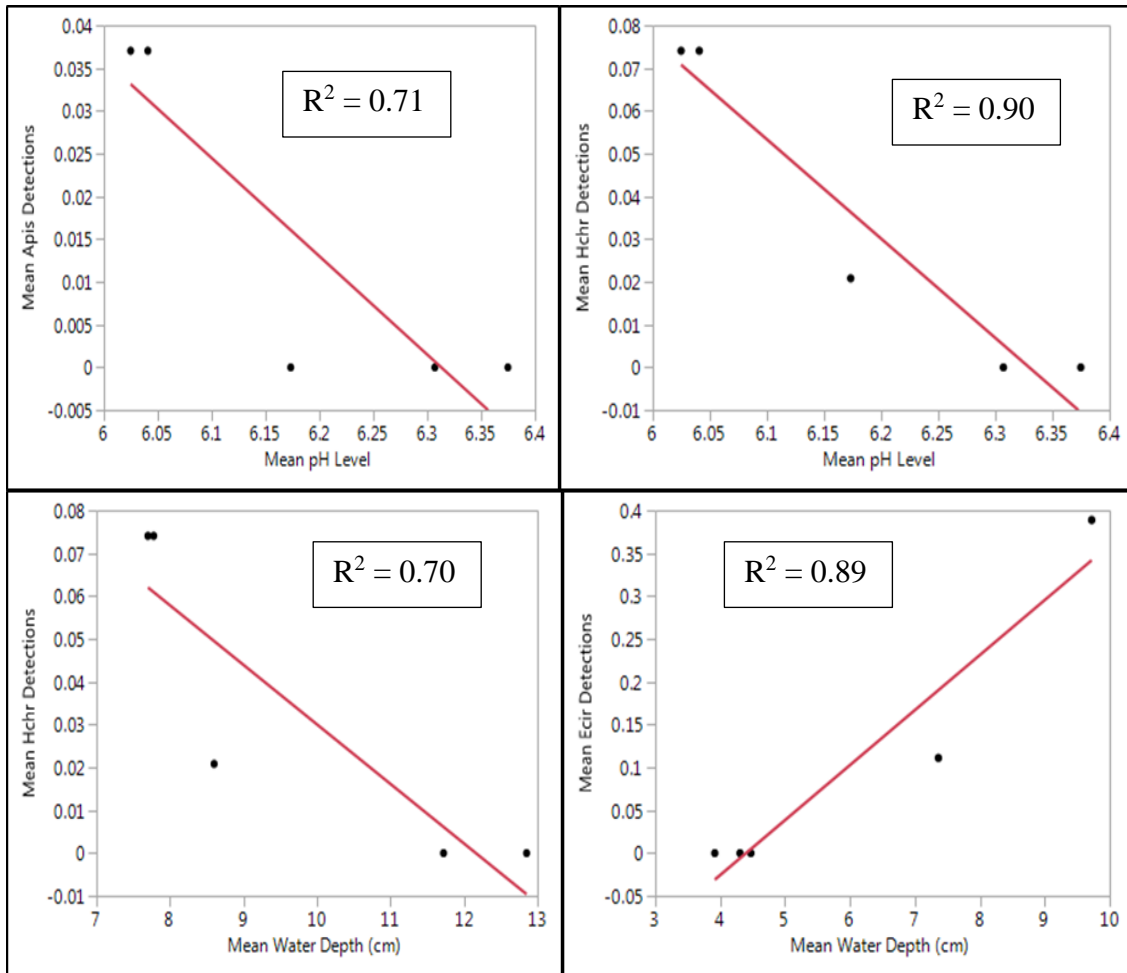 0.04
0.035
0.03
0.025
0.02
0.015
0.01
0.005
0
-0.005
Mean Apis Detections
R² = 0.71
6 6.05 6.1 6.15 6.2 6.25 6.3 6.35 6.4
Mean pH Level
0.08
0.07
0.06
0.05
0.04
0.03
0.02
0.01
0
-0.01
Mean Hchr Detections
R² = 0.90
6 6.05 6.1 6.15 6.2 6.25 6.3 6.35 6.4
Mean pH Level
0.08
0.07
0.06
0.05
0.04
0.03
0.02
0.01
0
-0.01
Mean Hchr Detections
R² = 0.70
7 8 9 10 11 12 13
Mean Water Depth (cm)
0.4
0.35
0.3
0.25
0.2
0.15
0.1
0.05
0
-0.05
Mean Ecir Detections
R² = 0.89
3 4 5 6 7 8 9 10
Mean Water Depth (cm)